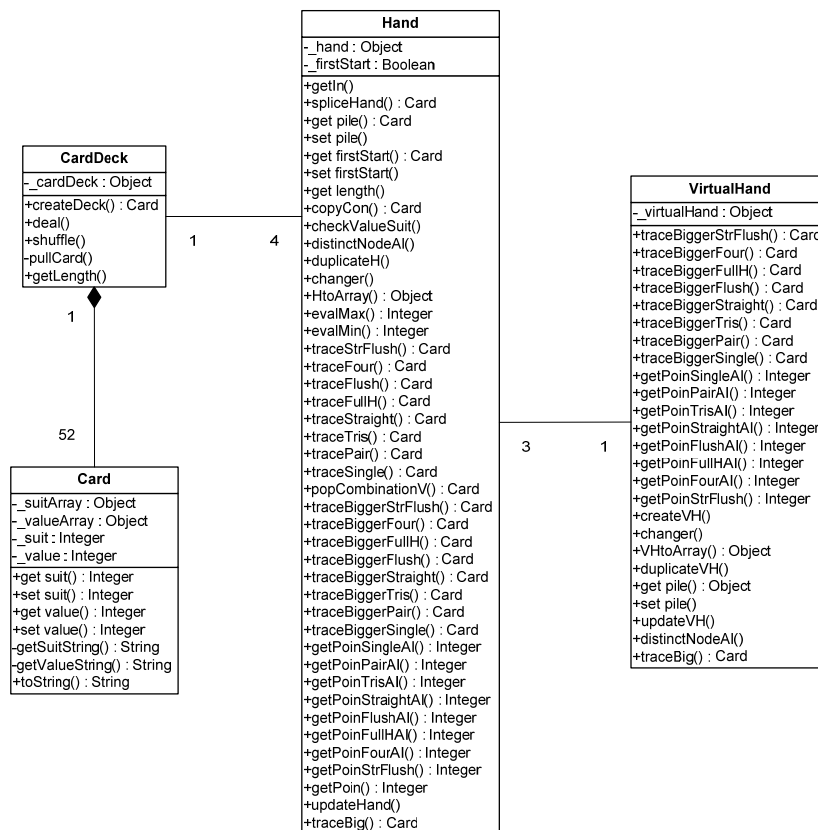 Hand
-_hand : Object
-_firstStart : Boolean
+getIn()
+spliceHand() : Card
+get pile() : Card
+set pile()
+get firstStart() : Card
+set firstStart()
+get length()
+copyCon() : Card
+checkValueSuit()
+distinctNodeAI()
+duplicateH()
+changer()
+HtoArray() : Object
+evalMax() : Integer
+evalMin() : Integer
+traceStrFlush() : Card
+traceFour() : Card
+traceFlush() : Card
+traceFullH() : Card
+traceStraight() : Card
+traceTris() : Card
+tracePair() : Card
+traceSingle() : Card
+popCombinationV() : Card
+traceBiggerStrFlush() : Card
+traceBiggerFour() : Card
+traceBiggerFullH() : Card
+traceBiggerFlush() : Card
+traceBiggerStraight() : Card
+traceBiggerTris() : Card
+traceBiggerPair() : Card
+traceBiggerSingle() : Card
+getPoinSingleAI() : Integer
+getPoinPairAI() : Integer
+getPoinTrisAI() : Integer
+getPoinStraightAI() : Integer
+getPoinFlushAI() : Integer
+getPoinFullHAI() : Integer
+getPoinFourAI() : Integer
+getPoinStrFlush() : Integer
+getPoin() : Integer
+updateHand()
+traceBig() : Card
CardDeck
-_cardDeck : Object
+createDeck() : Card
+deal()
+shuffle()
-pullCard()
+getLength()
1
4
1
52
Card
-_suitArray : Object
-_valueArray : Object
-_suit : Integer
-_value : Integer
+get suit() : Integer
+set suit() : Integer
+get value() : Integer
+set value() : Integer
-getSuitString() : String
-getValueString() : String
+toString() : String
3
1
VirtualHand
-_virtualHand : Object
+traceBiggerStrFlush() : Card
+traceBiggerFour() : Card
+traceBiggerFullH() : Card
+traceBiggerFlush() : Card
+traceBiggerStraight() : Card
+traceBiggerTris() : Card
+traceBiggerPair() : Card
+traceBiggerSingle() : Card
+getPoinSingleAI() : Integer
+getPoinPairAI() : Integer
+getPoinTrisAI() : Integer
+getPoinStraightAI() : Integer
+getPoinFlushAI() : Integer
+getPoinFullHAI() : Integer
+getPoinFourAI() : Integer
+getPoinStrFlush() : Integer
+createVH()
+changer()
+VHtoArray() : Object
+duplicateVH()
+get pile() : Object
+set pile()
+updateVH()
+distinctNodeAI()
+traceBig() : Card